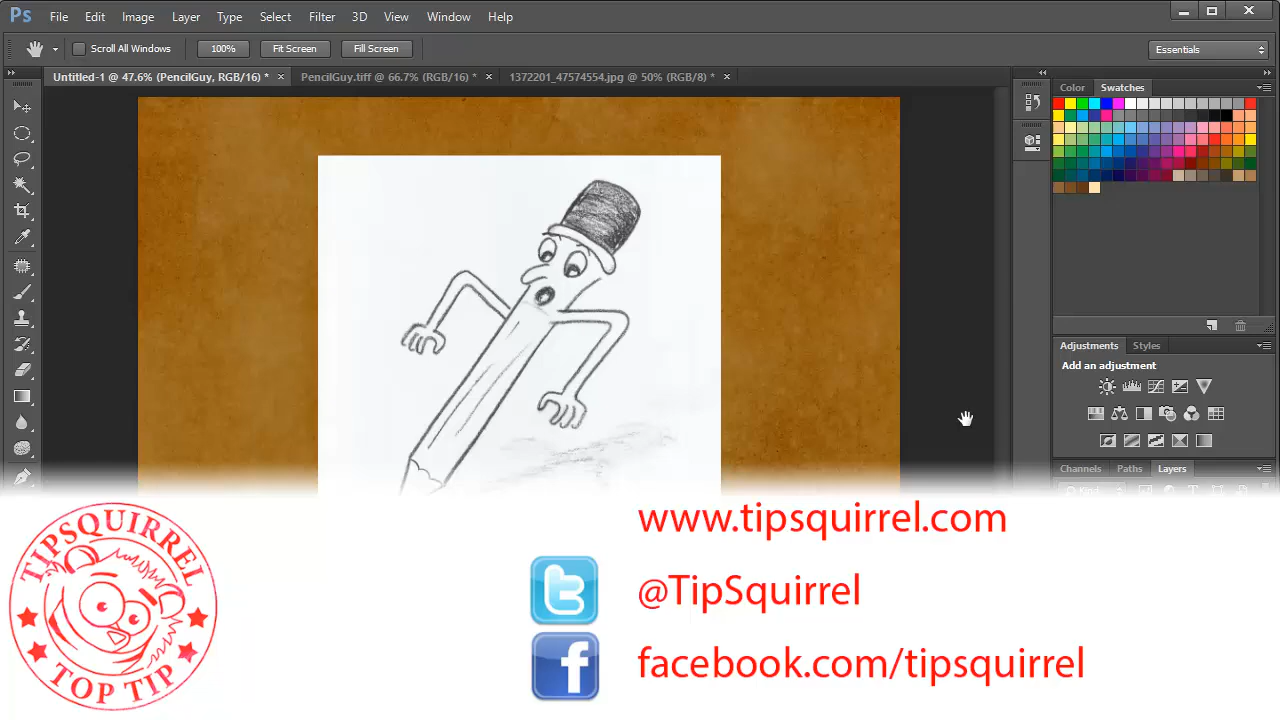 Ps File Edit Image Layer Type Select Filter 3D View Window Help
Scroll All Windows 100% Fit Screen Fill Screen Essentials
Untitled-1 @ 47.6% (PencilGuy, RGB/16) * PencilGuy.tiff @ 66.7% (RGB/16) * 1372201_47574554.jpg @ 50% (RGB/8) *
Color Swatches
Adjustments Styles
Add an adjustment
Channels Paths Layers
Kind
www.tipsquirrel.com
@TipSquirrel
facebook.com/tipsquirrel
TIPSQUIRREL
TOP TIP